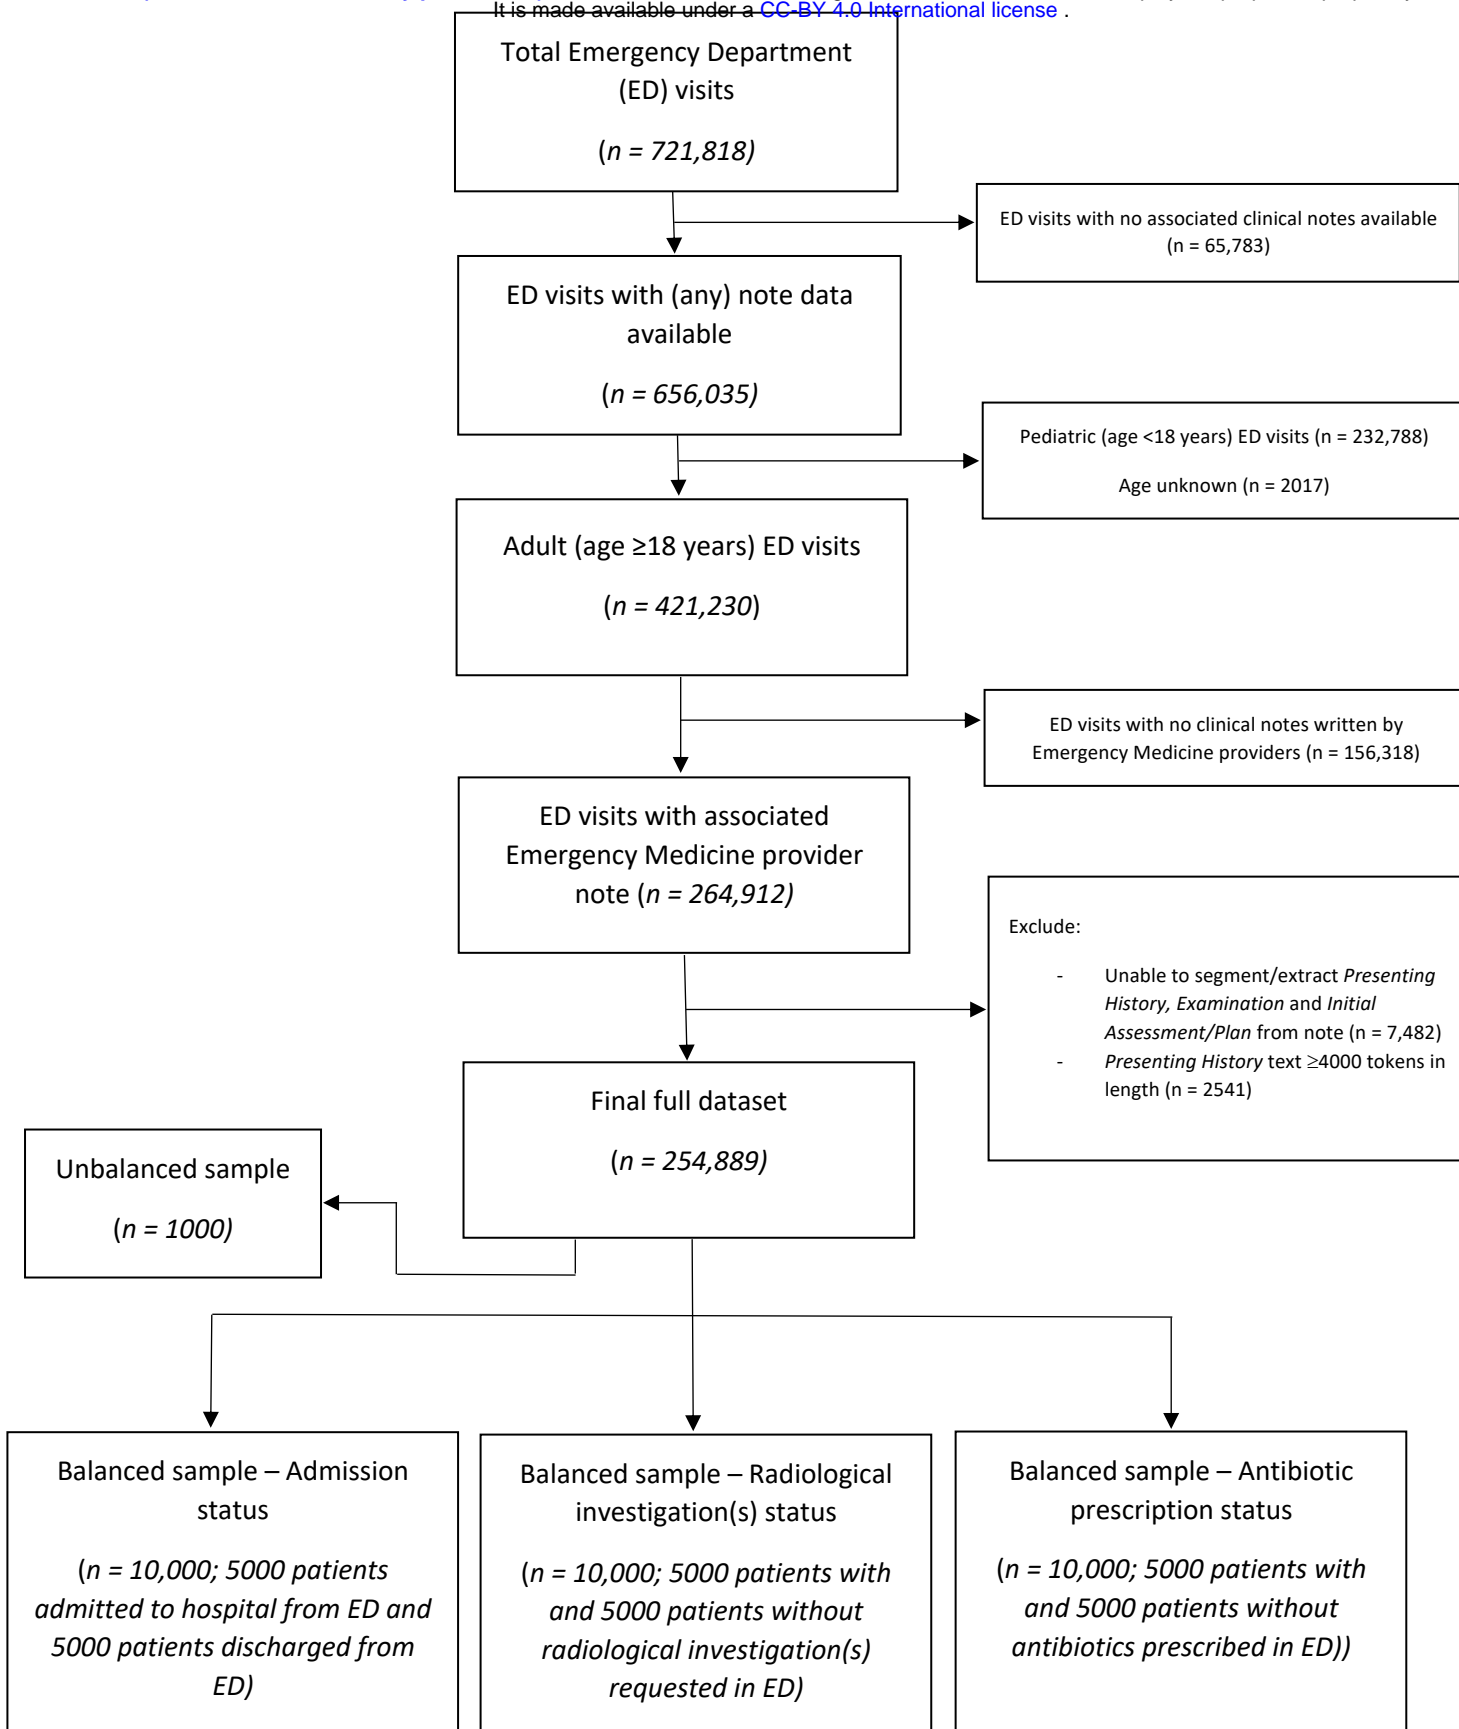 It is made available under a CC-BY 4.0 International license .
Total Emergency Department
(ED) visits
(n = 721,818)
ED visits with no associated clinical notes available
(n = 65,783)
ED visits with (any) note data
available
(n = 656,035)
Pediatric (age <18 years) ED visits (n = 232,788)
Age unknown (n = 2017)
Adult (age ≥18 years) ED visits
(n = 421,230)
ED visits with no clinical notes written by
Emergency Medicine providers (n = 156,318)
ED visits with associated
Emergency Medicine provider
note (n = 264,912)
Exclude:
- Unable to segment/extract Presenting
History, Examination and Initial
Assessment/Plan from note (n = 7,482)
- Presenting History text ≥4000 tokens in
length (n = 2541)
Final full dataset
(n = 254,889)
Unbalanced sample
(n = 1000)
Balanced sample – Admission
status
(n = 10,000; 5000 patients
admitted to hospital from ED and
5000 patients discharged from
ED)
Balanced sample – Radiological
investigation(s) status
(n = 10,000; 5000 patients with
and 5000 patients without
radiological investigation(s)
requested in ED)
Balanced sample – Antibiotic
prescription status
(n = 10,000; 5000 patients with
and 5000 patients without
antibiotics prescribed in ED))